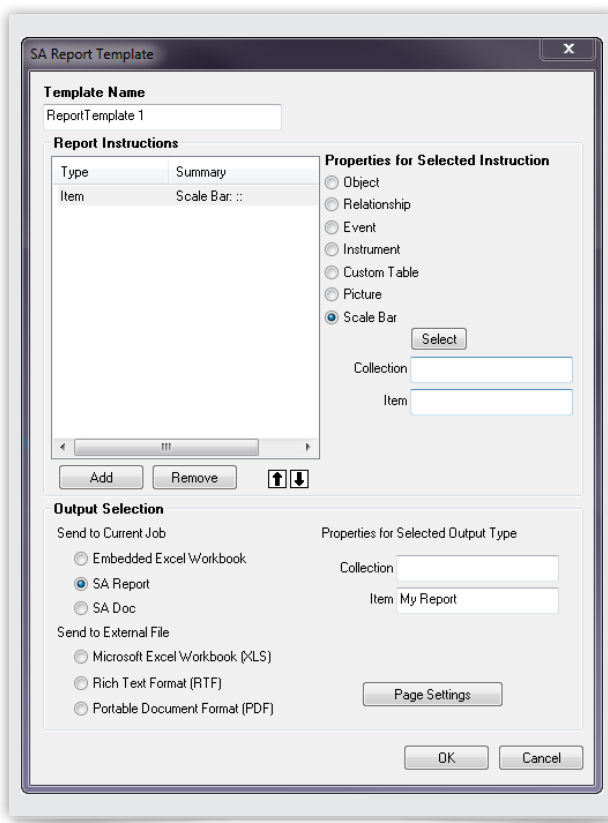 SA Report Template
X
Template Name
ReportTemplate 1
Report Instructions
Type Summary
Item Scale Bar: ::
Add Remove
Properties for Selected Instruction
Object
Relationship
Event
Instrument
Custom Table
Picture
Scale Bar
Select
Collection
Item
Output Selection
Send to Current Job
Embedded Excel Workbook
SA Report
SA Doc
Send to External File
Microsoft Excel Workbook (XLS)
Rich Text Format (RTF)
Portable Document Format (PDF)
Properties for Selected Output Type
Collection
Item My Report
Page Settings
OK Cancel